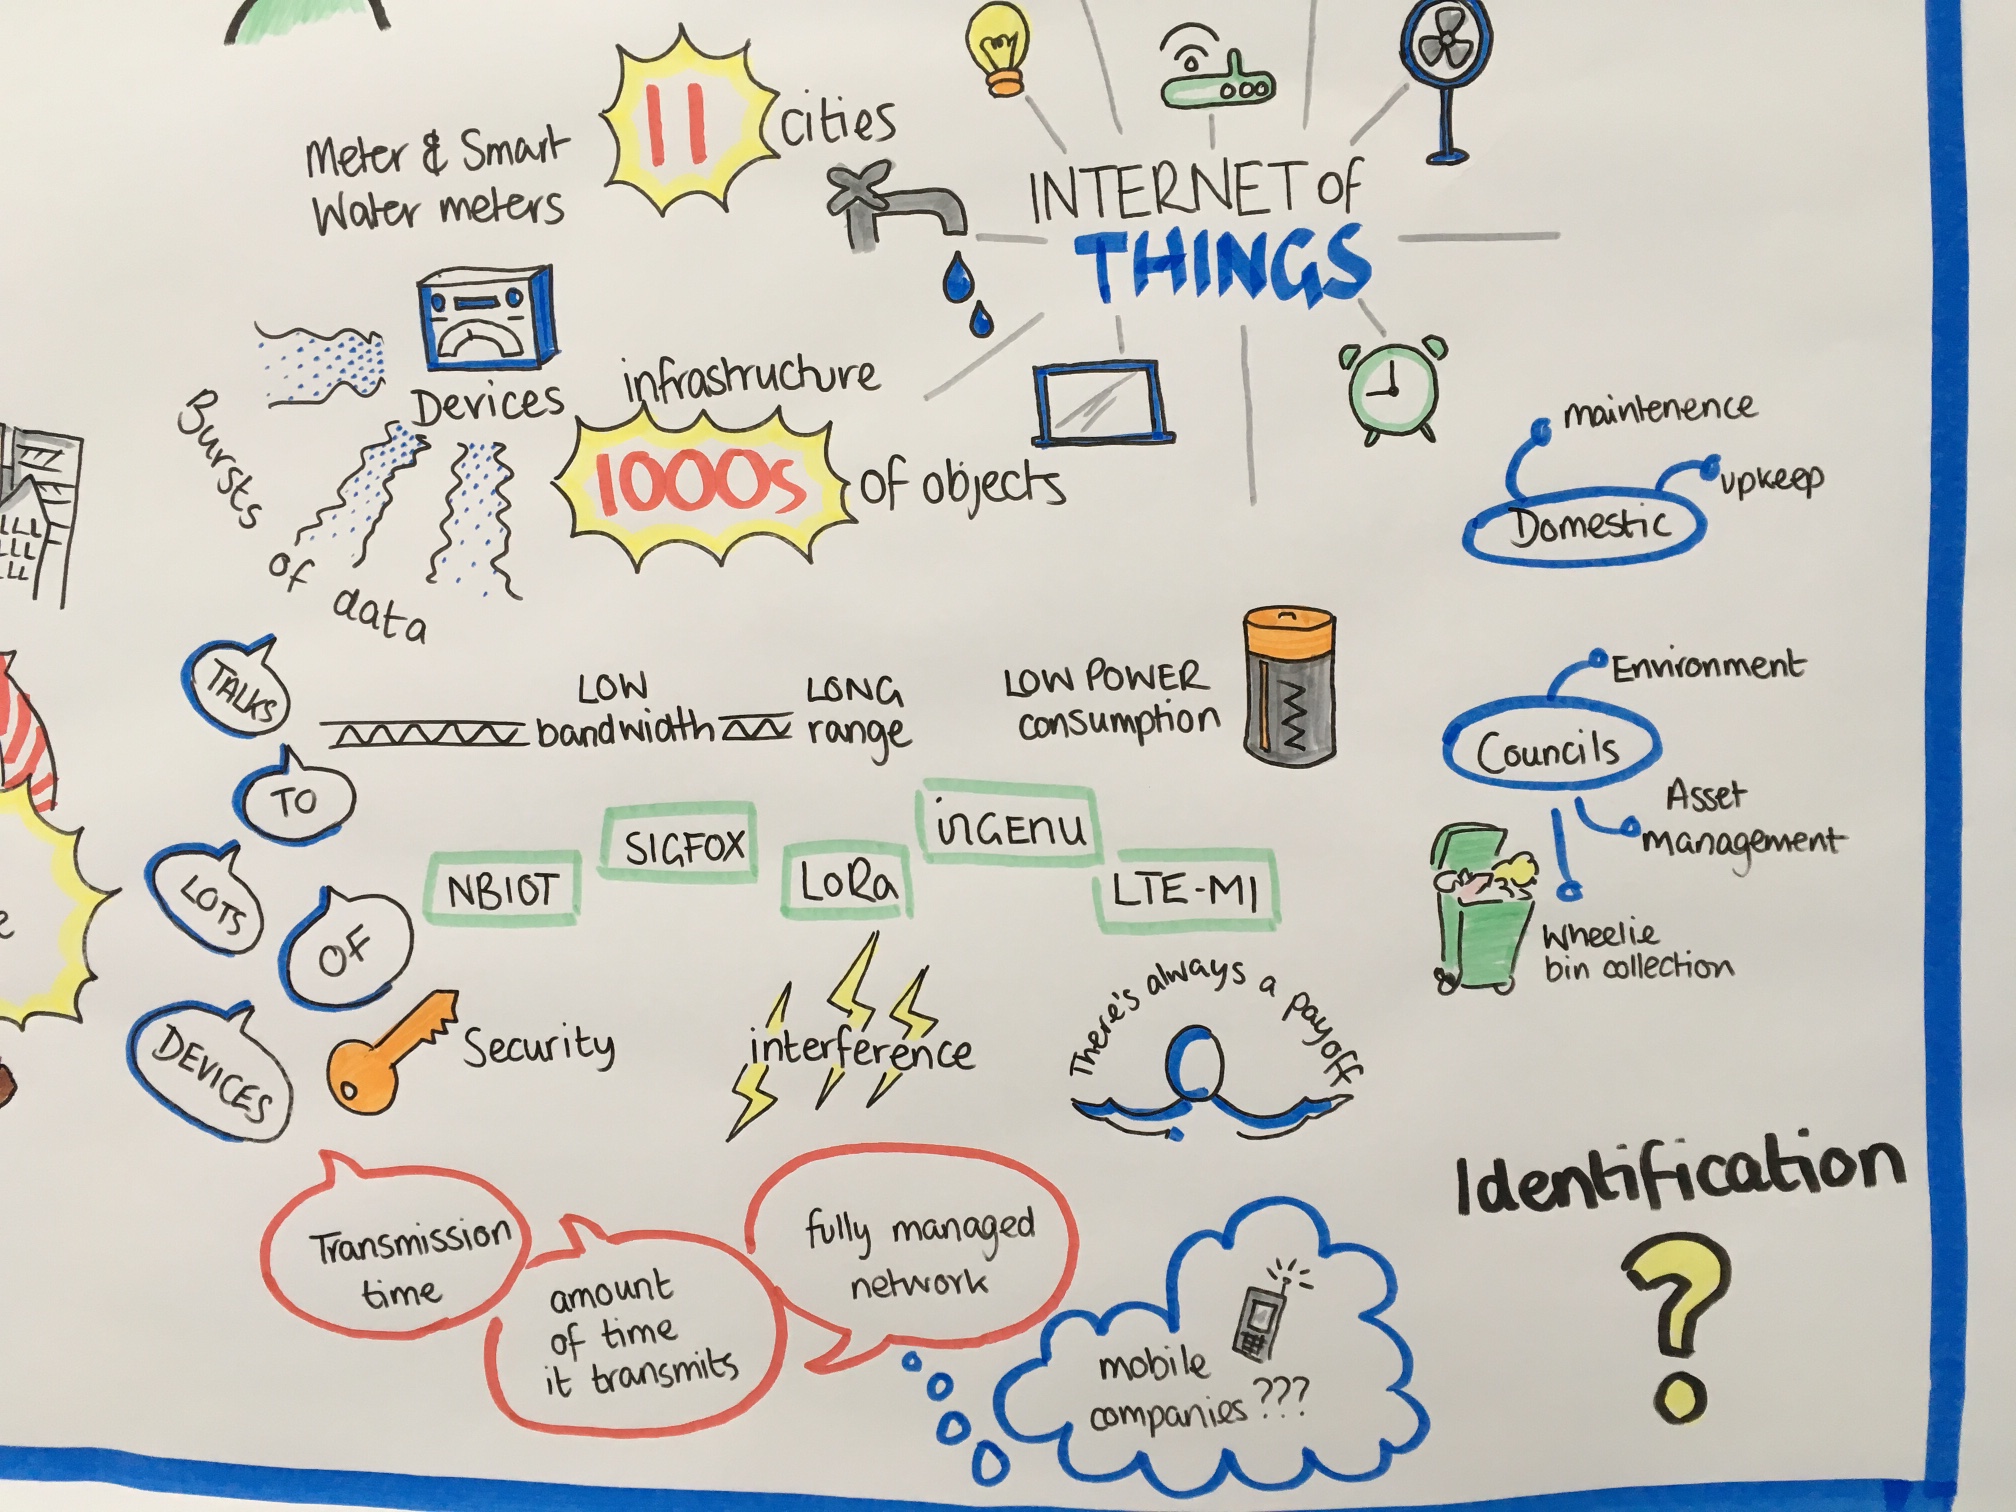 11 cities
Meter & Smart
Water meters
INTERNET of
THINGS
Devices
infrastructure
1000s of objects
Bursts
of
data
maintenence
upkeep
Domestic
TALKS
TO
LOTS
OF
DEVICES
LOW
bandwidth
LONG
range
LOW POWER
consumption
Environment
Councils
Asset
management
Wheelie
bin collection
NBIOT
SIGFOX
LoRa
inGEnU
LTE-M1
Security
interference
There's always a payoff
Transmission
time
amount
of time
it transmits
fully managed
network
mobile
companies ???
Identification
?